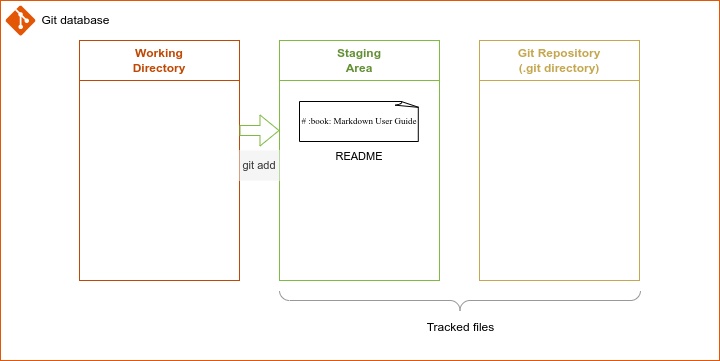 Git database
Working
Directory
Staging
Area
Git Repository
(.git directory)
# :book: Markdown User Guide
README
git add
Tracked files